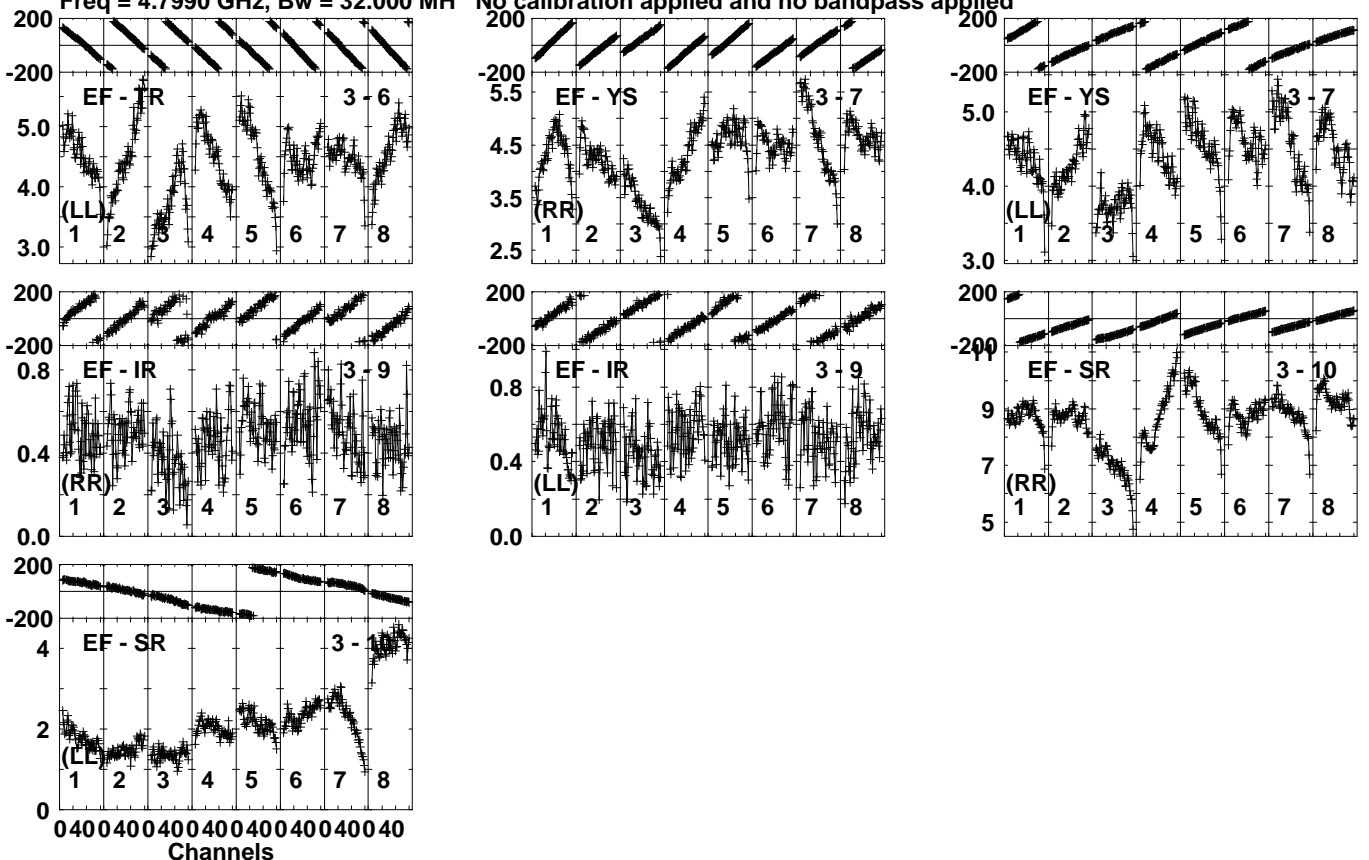 Freq = 4.7990 GHz, Bw = 32.000 MH No calibration applied and no bandpass applied
200
-200
EF - TR 3 - 6
5.0
4.0
3.0
(LL)
1 2 3 4 5 6 7 8
200
-200
EF - YS 3 - 7
5.5
4.5
3.5
2.5
(RR)
1 2 3 4 5 6 7 8
200
-200
EF - YS 3 - 7
5.0
4.0
3.0
(LL)
1 2 3 4 5 6 7 8
200
-200
EF - IR 3 - 9
0.8
0.4
0.0
(RR)
1 2 3 4 5 6 7 8
200
-200
EF - IR 3 - 9
0.8
0.4
0.0
(LL)
1 2 3 4 5 6 7 8
200
-200
11
EF - SR 3 - 10
9
7
5
(RR)
1 2 3 4 5 6 7 8
200
-200
EF - SR 3 - 10
4
2
0
(LL)
1 2 3 4 5 6 7 8
0 40 0 40 0 40 0 40 0 40 0 40 0 40 0 40
Channels